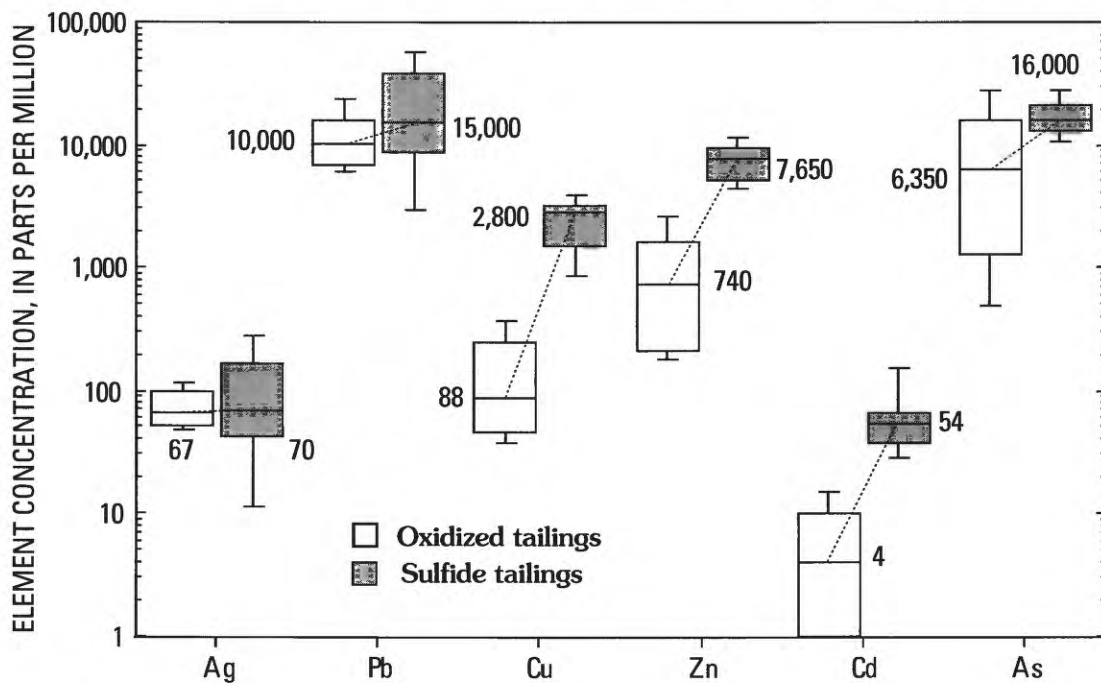 ELEMENT CONCENTRATION, IN PARTS PER MILLION
100,000
10,000
1,000
100
10
1
67
70
10,000
15,000
88
2,800
740
7,650
4
54
6,350
16,000
Oxidized tailings
Sulfide tailings
Ag
Pb
Cu
Zn
Cd
As